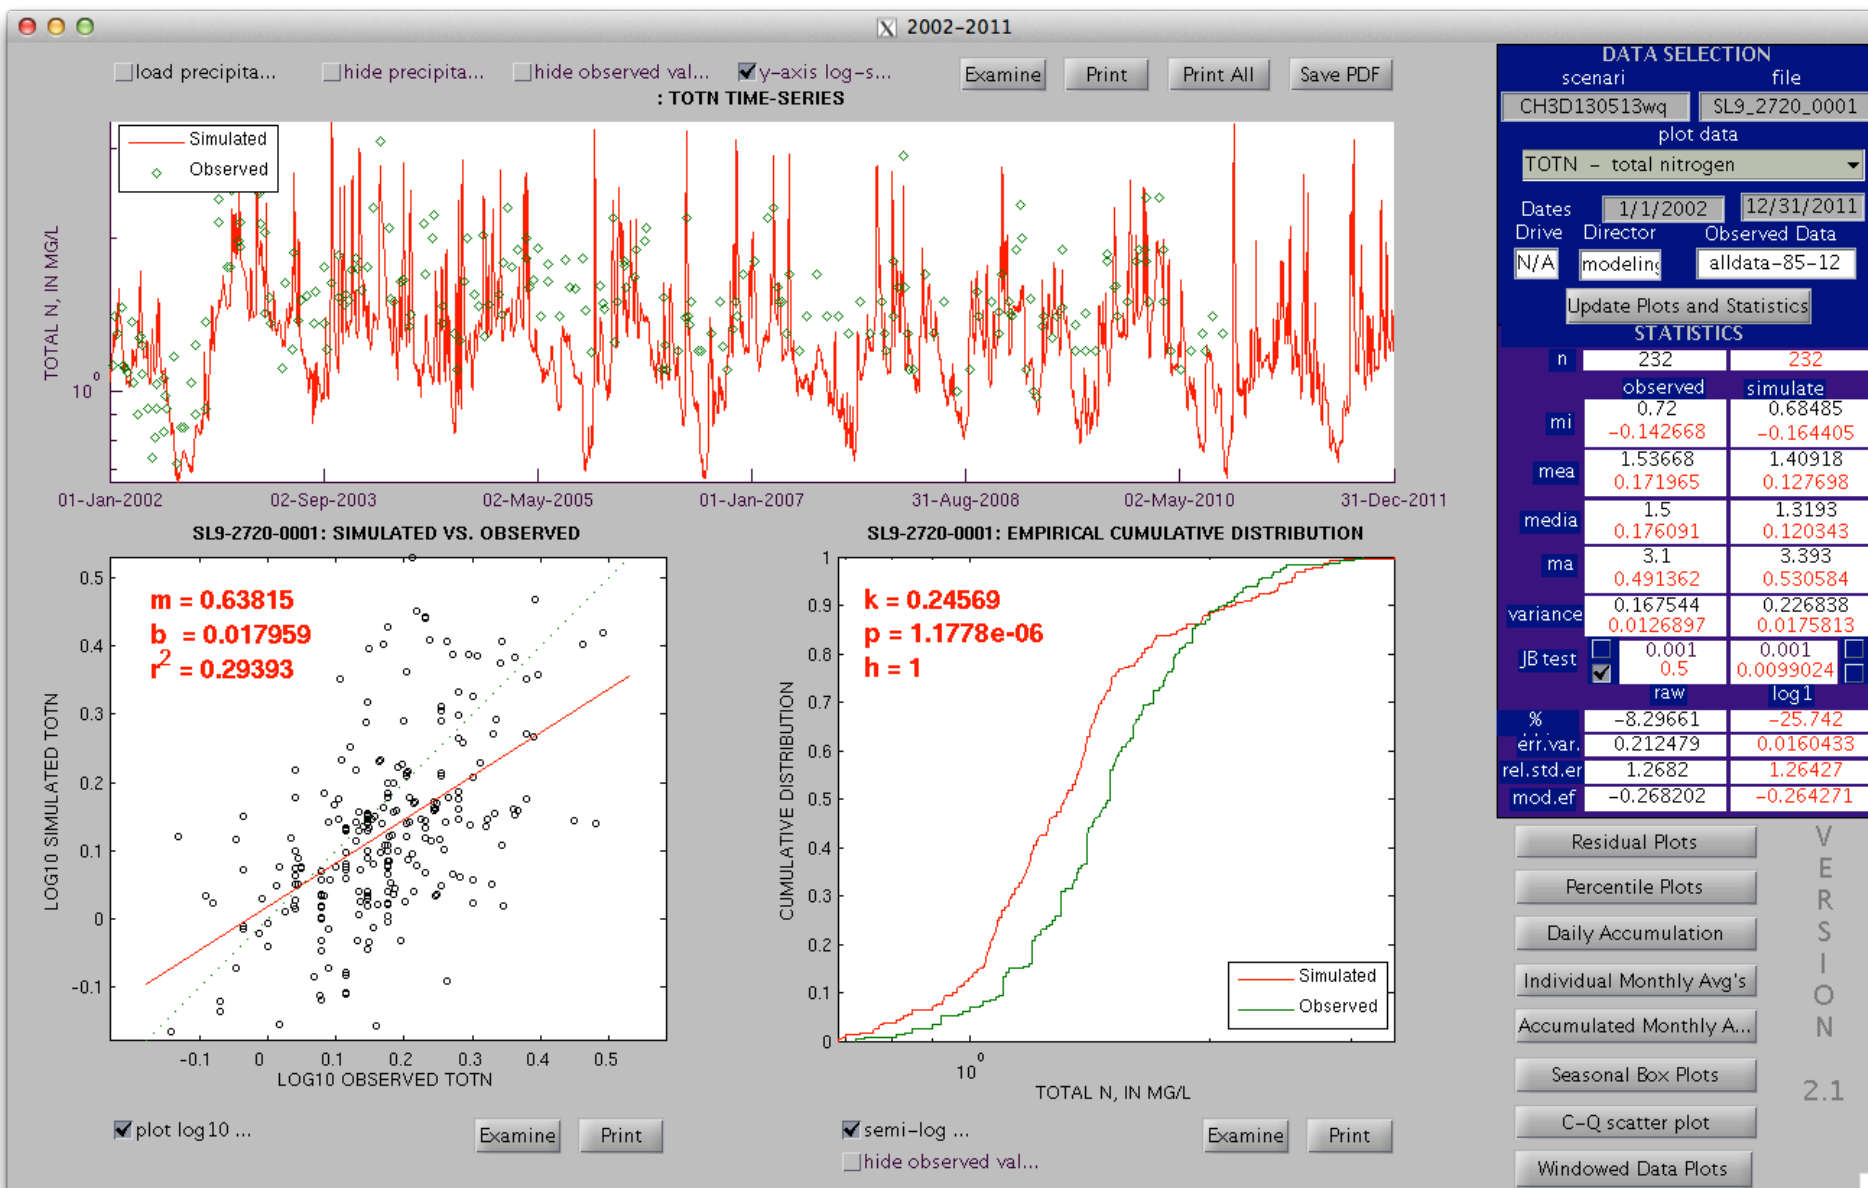 2002-2011
load precipita...
hide precipita...
hide observed val...
y-axis log-s...
Examine
Print
Print All
Save PDF
: TOTN TIME-SERIES
Simulated
Observed
TOTAL N, IN MG/L
10^0
01-Jan-2002
02-Sep-2003
02-May-2005
01-Jan-2007
31-Aug-2008
02-May-2010
31-Dec-2011
SL9-2720-0001: SIMULATED VS. OBSERVED
m = 0.63815
b = 0.017959
r^2 = 0.29393
LOG10 SIMULATED TOTN
0.5
0.4
0.3
0.2
0.1
0
-0.1
-0.1
0
0.1
0.2
0.3
0.4
0.5
LOG10 OBSERVED TOTN
plot log10 ...
Examine
Print
SL9-2720-0001: EMPIRICAL CUMULATIVE DISTRIBUTION
k = 0.24569
p = 1.1778e-06
h = 1
CUMULATIVE DISTRIBUTION
1
0.9
0.8
0.7
0.6
0.5
0.4
0.3
0.2
0.1
0
Simulated
Observed
10^0
TOTAL N, IN MG/L
semi-log ...
hide observed val...
Examine
Print
DATA SELECTION
scenari file
CH3D130513wq SL9_2720_0001
plot data
TOTN - total nitrogen
Dates 1/1/2002 12/31/2011
Drive Director Observed Data
N/A modeling alldata-85-12
Update Plots and Statistics
STATISTICS
n 232 232
observed simulate
mi 0.72 0.68485
-0.142668 -0.164405
mea 1.53668 1.40918
0.171965 0.127698
media 1.5 1.3193
0.176091 0.120343
ma 3.1 3.393
0.491362 0.530584
variance 0.167544 0.226838
0.0126897 0.0175813
JB test 0.001 0.001
0.5 0.0099024
raw log1
% -8.29661 -25.742
err.var. 0.212479 0.0160433
rel.std.er 1.2682 1.26427
mod.ef -0.268202 -0.264271
Residual Plots
Percentile Plots
Daily Accumulation
Individual Monthly Avg's
Accumulated Monthly A...
Seasonal Box Plots
C-Q scatter plot
Windowed Data Plots
VERSION
2.1